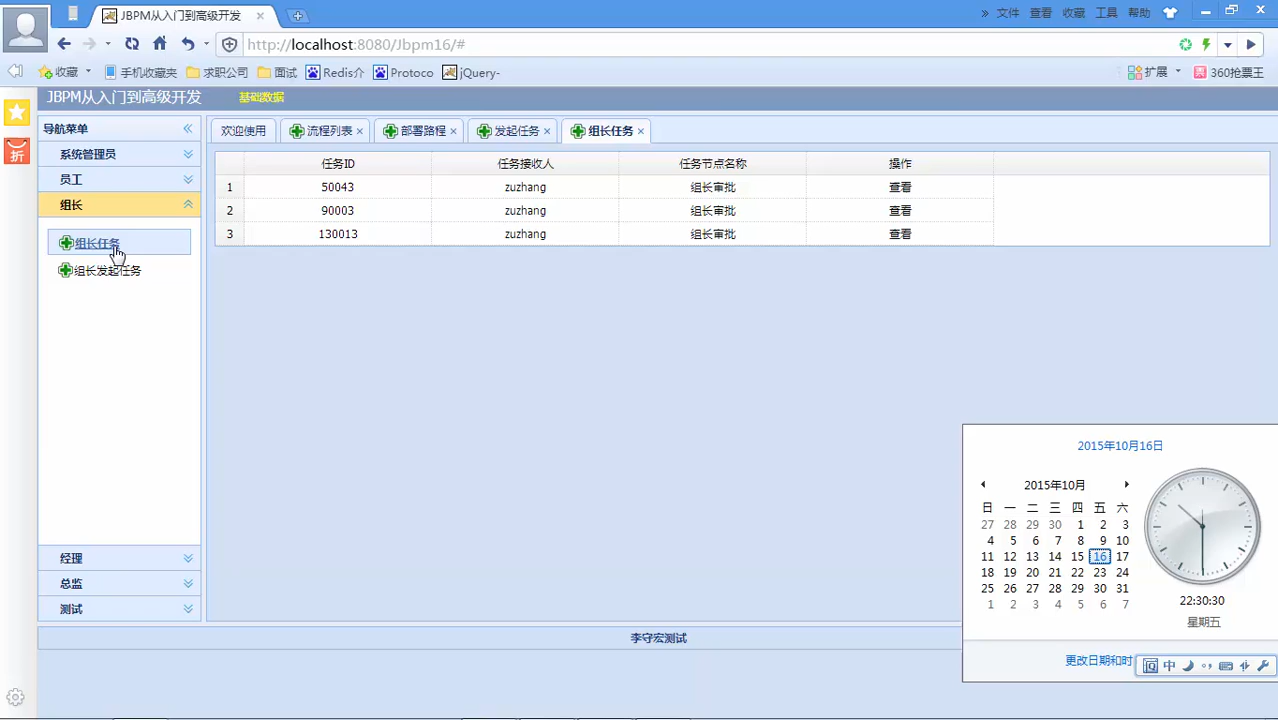 JBPM从入门到高级开发
» 文件 查看 收藏 工具 帮助
http://localhost:8080/Jbpm16/#
收藏 手机收藏夹 求职公司 面试 Redis介 Protoco jQuery- 扩展 360抢票王
JBPM从入门到高级开发 基础数据
折
导航菜单
系统管理员
员工
组长
组长任务
组长发起任务
经理
总监
测试
欢迎使用 流程列表 部署路程 发起任务 组长任务
任务ID 任务接收人 任务节点名称 操作
1 50043 zuzhang 组长审批 查看
2 90003 zuzhang 组长审批 查看
3 130013 zuzhang 组长审批 查看
李守宏测试
2015年10月16日
2015年10月
日 一 二 三 四 五 六
27 28 29 30 1 2 3
4 5 6 7 8 9 10
11 12 13 14 15 16 17
18 19 20 21 22 23 24
25 26 27 28 29 30 31
1 2 3 4 5 6 7
22:30:30
星期五
更改日期和时
中